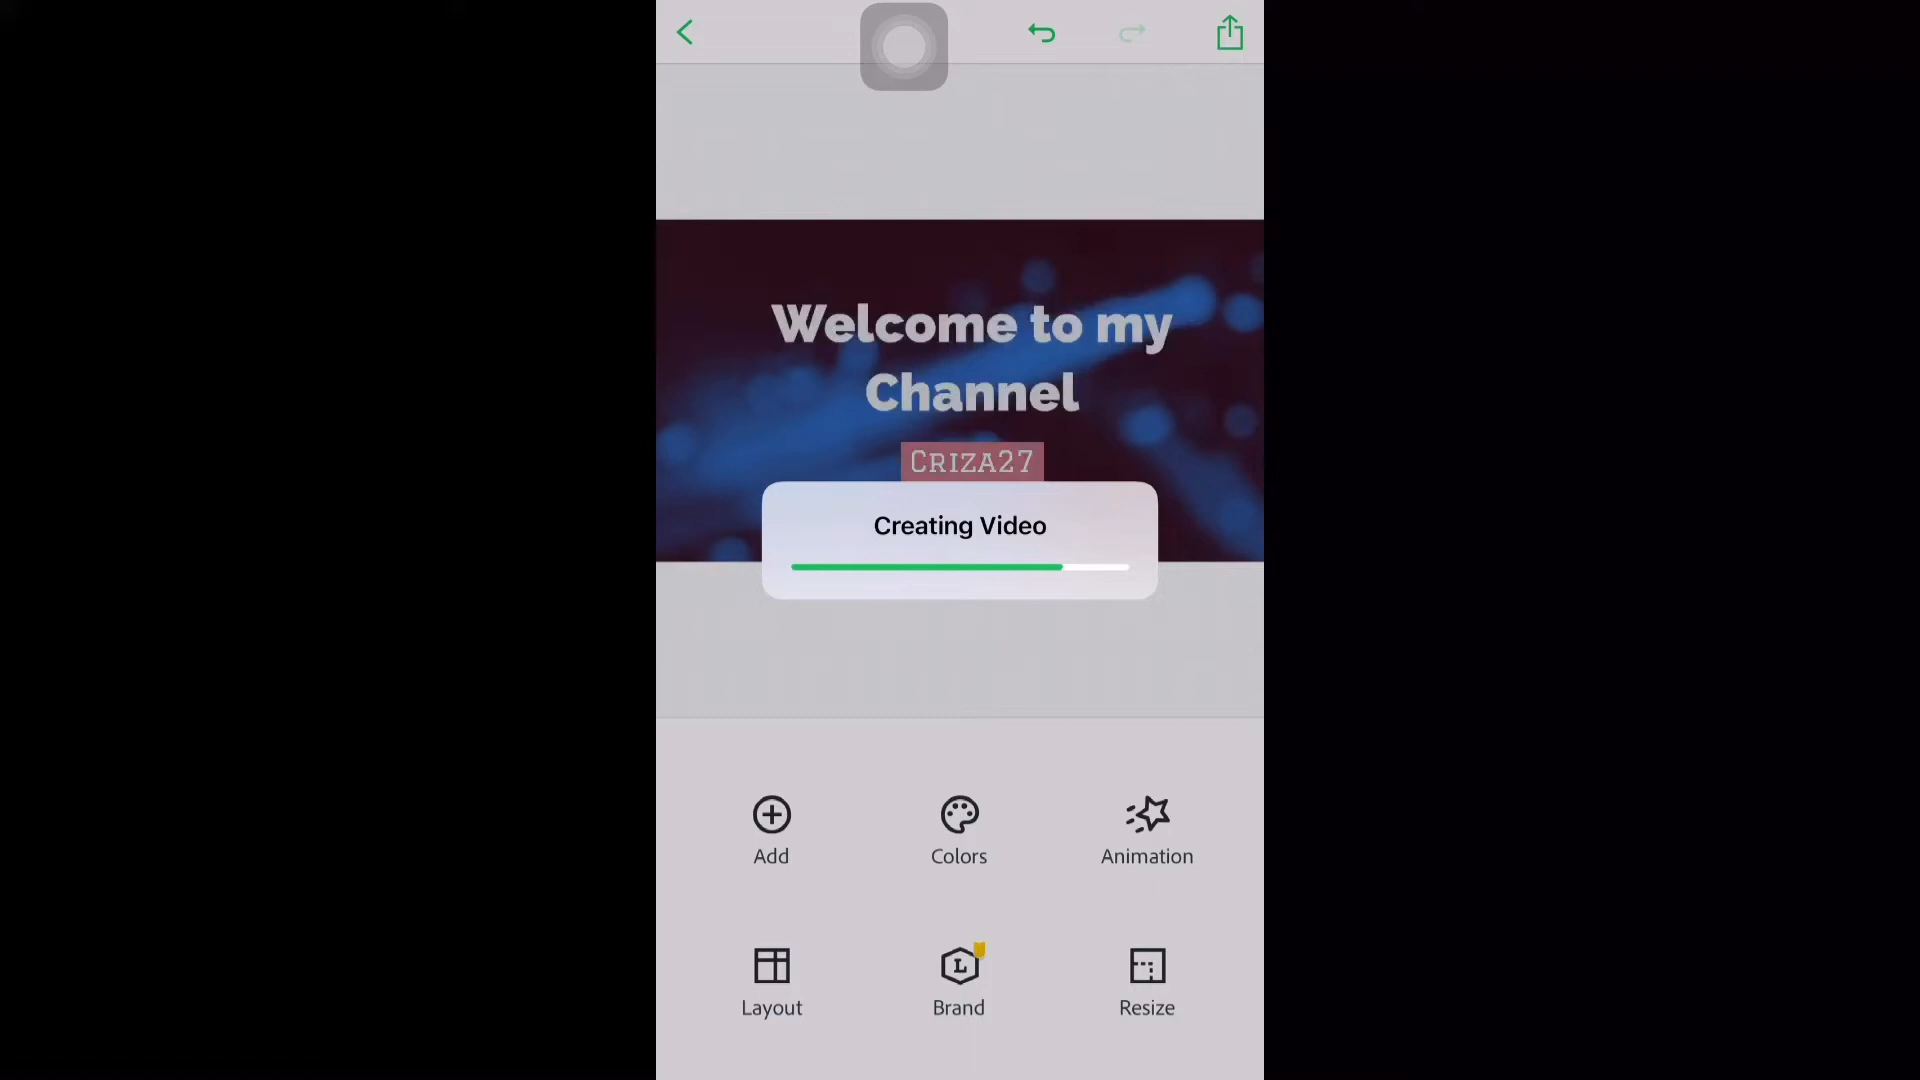 Welcome to my
Channel
CRIZA27
Creating Video
Add
Colors
Animation
Layout
L
Brand
Resize